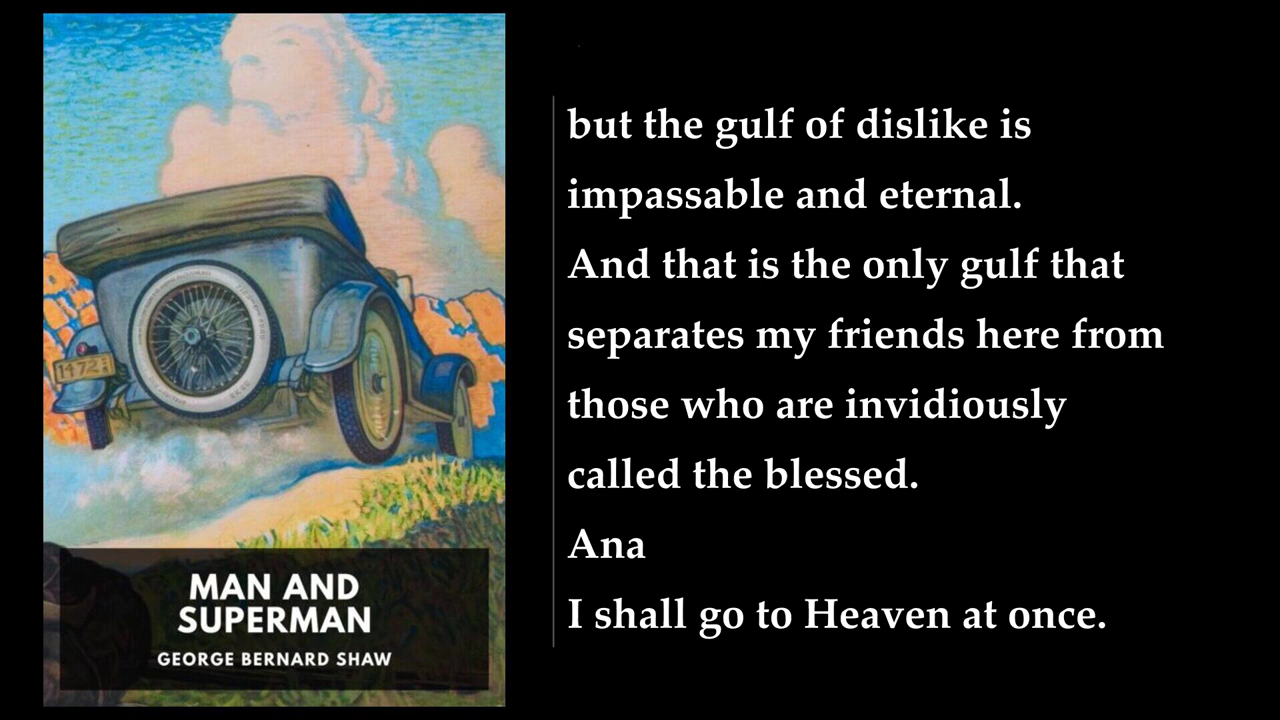 but the gulf of dislike is
impassable and eternal.
And that is the only gulf that
separates my friends here from
those who are invidiously
called the blessed.
Ana
I shall go to Heaven at once.
1472
MAN AND
SUPERMAN
GEORGE BERNARD SHAW